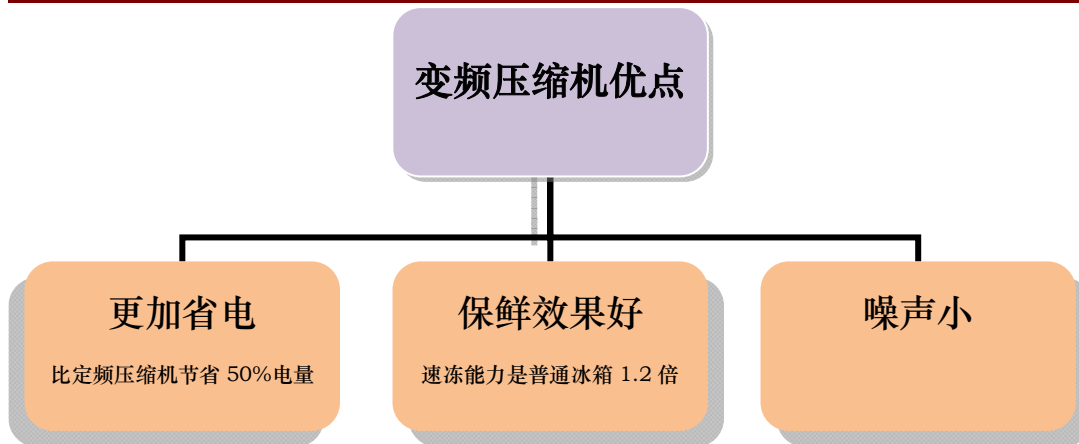 变频压缩机优点
更加省电
比定频压缩机节省 50%电量
保鲜效果好
速冻能力是普通冰箱 1.2 倍
噪声小